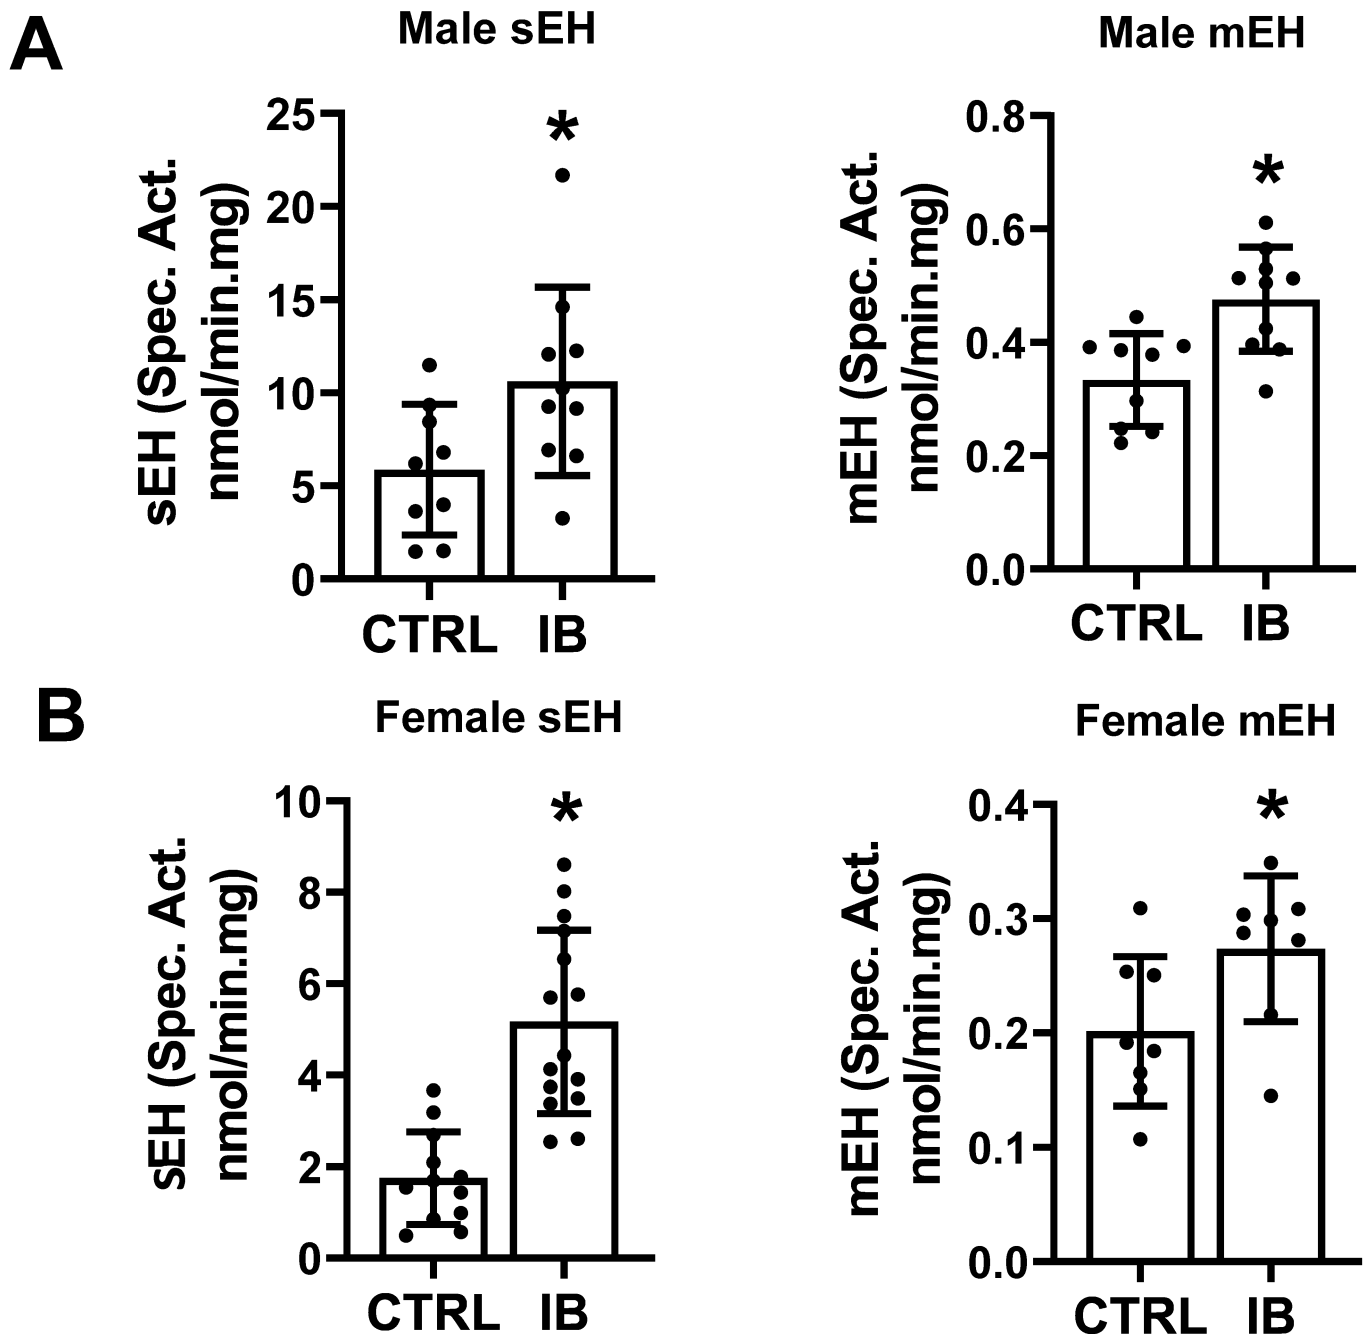 A
Male sEH
sEH (Spec. Act.
nmol/min.mg)
25
20
15
10
5
0
*
CTRL IB
Male mEH
mEH (Spec. Act.
nmol/min.mg)
0.8
0.6
0.4
0.2
0.0
*
CTRL IB
B
Female sEH
sEH (Spec. Act.
nmol/min.mg)
10
8
6
4
2
0
*
CTRL IB
Female mEH
mEH (Spec. Act.
nmol/min.mg)
0.4
0.3
0.2
0.1
0.0
*
CTRL IB